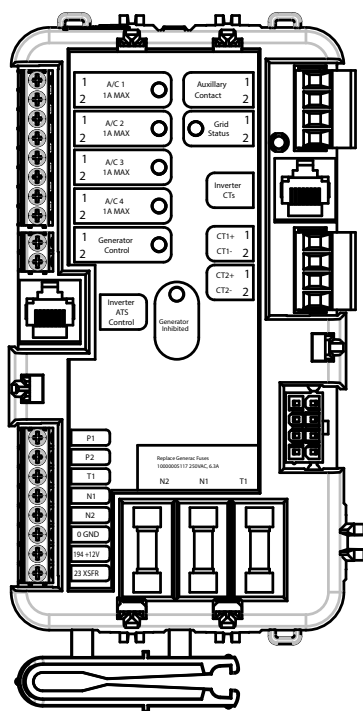 1 A/C 1
2 1A MAX
Auxillary 1
Contact 2
1 A/C 2
2 1A MAX
Grid 1
Status 2
1 A/C 3
2 1A MAX
Inverter
CTs
1 A/C 4
2 1A MAX
1 Generator
2 Control
CT1+ 1
CT1- 2
CT2+ 1
CT2- 2
Inverter
ATS
Control
Generator
Inhibited
P1
P2
T1
N1
N2
0 GND
194 +12V
23 XSFR
Replace Generac Fuses
10000005117 250VAC, 6.3A
N2 N1 T1